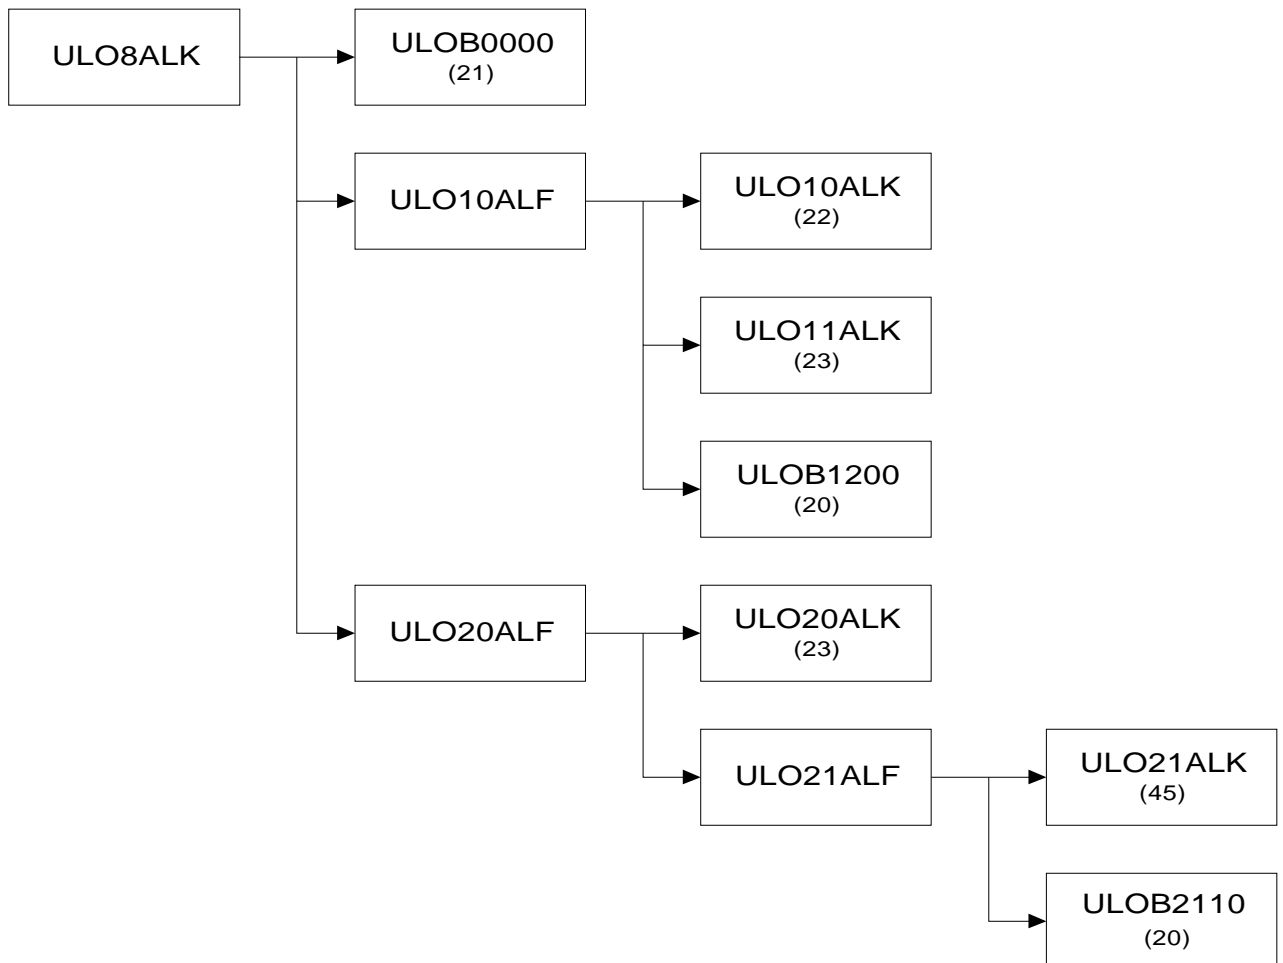 ULO8ALK
ULOB0000
(21)
ULO10ALF
ULO10ALK
(22)
ULO11ALK
(23)
ULOB1200
(20)
ULO20ALF
ULO20ALK
(23)
ULO21ALF
ULO21ALK
(45)
ULOB2110
(20)